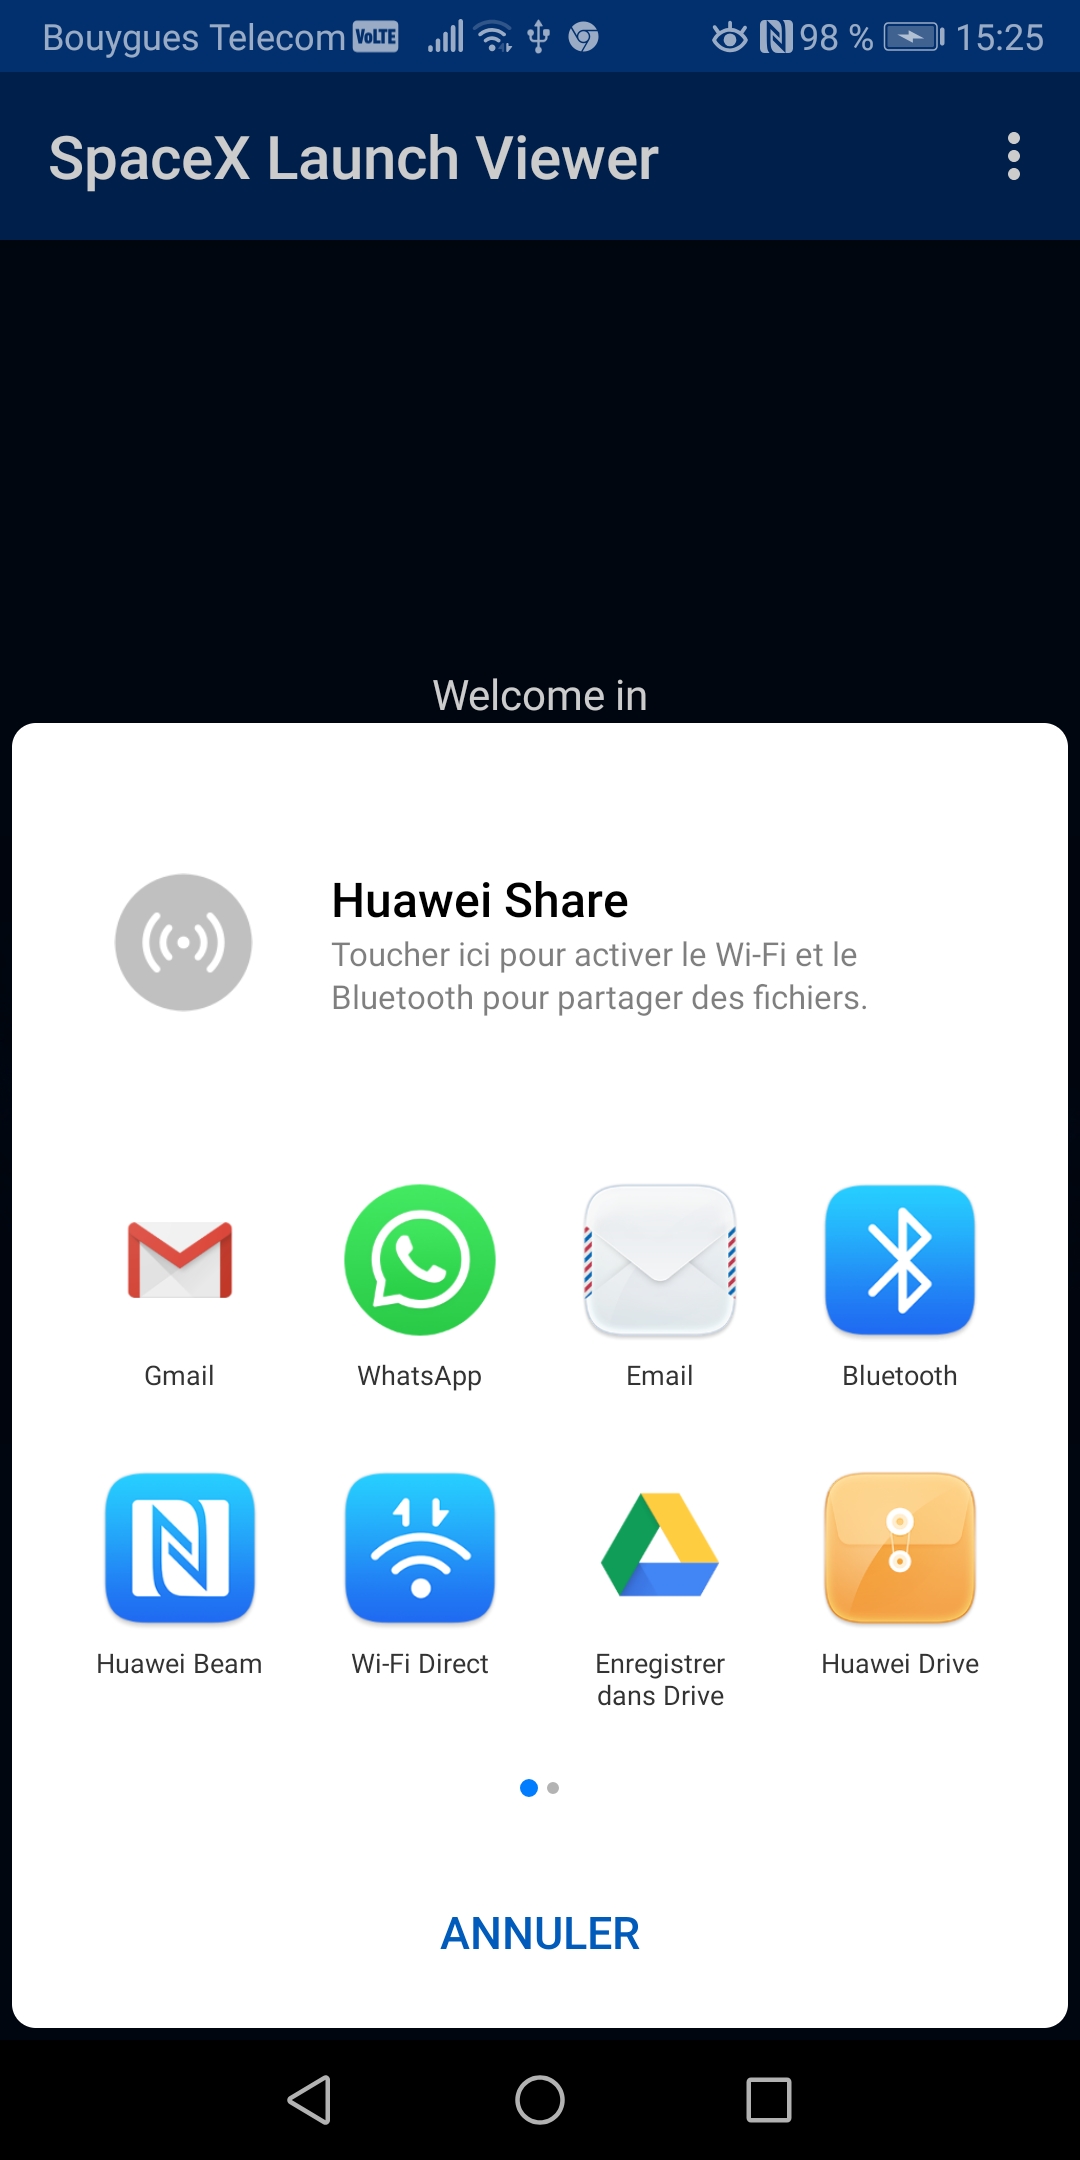 Bouygues Telecom VoLTE 98 % 15:25
SpaceX Launch Viewer
Welcome in
Huawei Share
Toucher ici pour activer le Wi-Fi et le
Bluetooth pour partager des fichiers.
Gmail WhatsApp Email Bluetooth
Huawei Beam Wi-Fi Direct Enregistrer Huawei Drive
dans Drive
ANNULER